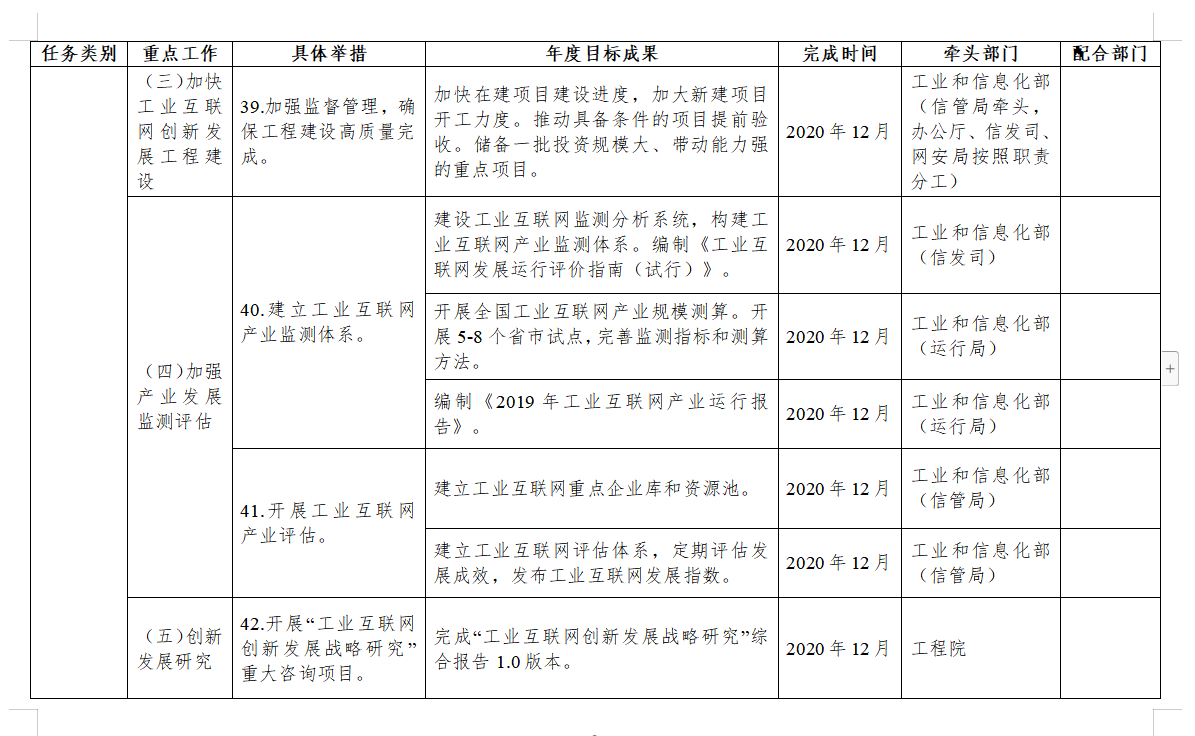 任务类别 重点工作 具体举措 年度目标成果 完成时间 牵头部门 配合部门
（三）加快
工业互联
网创新发
展工程建
设
39.加强监督管理，确
保工程建设高质量完
成。
加快在建项目建设进度，加大新建项目
开工力度。推动具备条件的项目提前验
收。储备一批投资规模大、带动能力强
的重点项目。
2020 年 12 月
工业和信息化部
（信管局牵头，
办公厅、信发司、
网安局按照职责
分工）
（四）加强
产业发展
监测评估
40.建立工业互联网
产业监测体系。
建设工业互联网监测分析系统，构建工
业互联网产业监测体系。编制《工业互
联网发展运行评价指南（试行）》。
2020 年 12 月
工业和信息化部
（信发司）
开展全国工业互联网产业规模测算。开
展 5-8 个省市试点，完善监测指标和测算
方法。
2020 年 12 月
工业和信息化部
（运行局）
编制《2019 年工业互联网产业运行报
告》。
2020 年 12 月
工业和信息化部
（运行局）
41.开展工业互联网
产业评估。
建立工业互联网重点企业库和资源池。
2020 年 12 月
工业和信息化部
（信管局）
建立工业互联网评估体系，定期评估发
展成效，发布工业互联网发展指数。
2020 年 12 月
工业和信息化部
（信管局）
（五）创新
发展研究
42.开展“工业互联网
创新发展战略研究”
重大咨询项目。
完成“工业互联网创新发展战略研究”综
合报告 1.0 版本。
2020 年 12 月
工程院